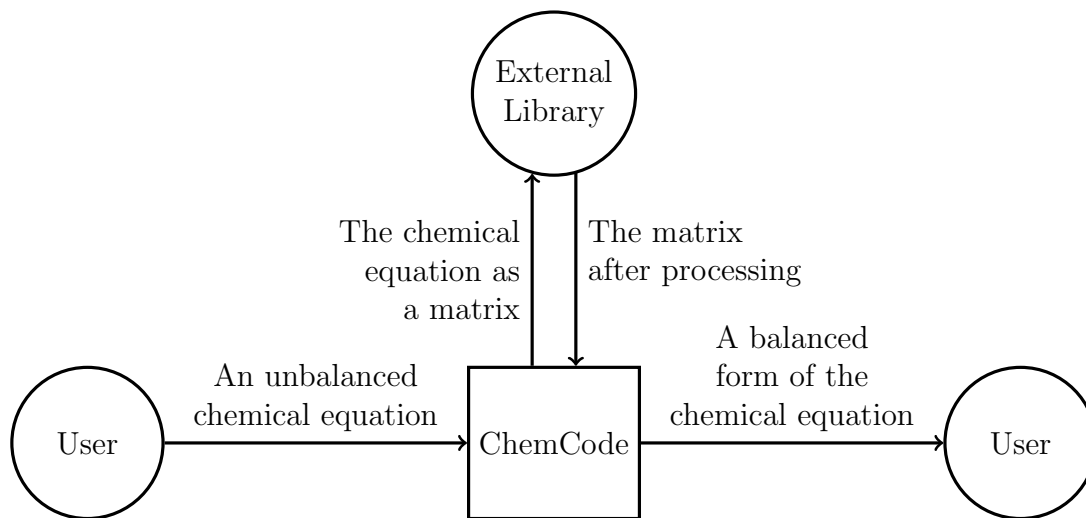 External
Library
The chemical
equation as
a matrix
The matrix
after processing
An unbalanced
chemical equation
A balanced
form of the
chemical equation
User
ChemCode
User